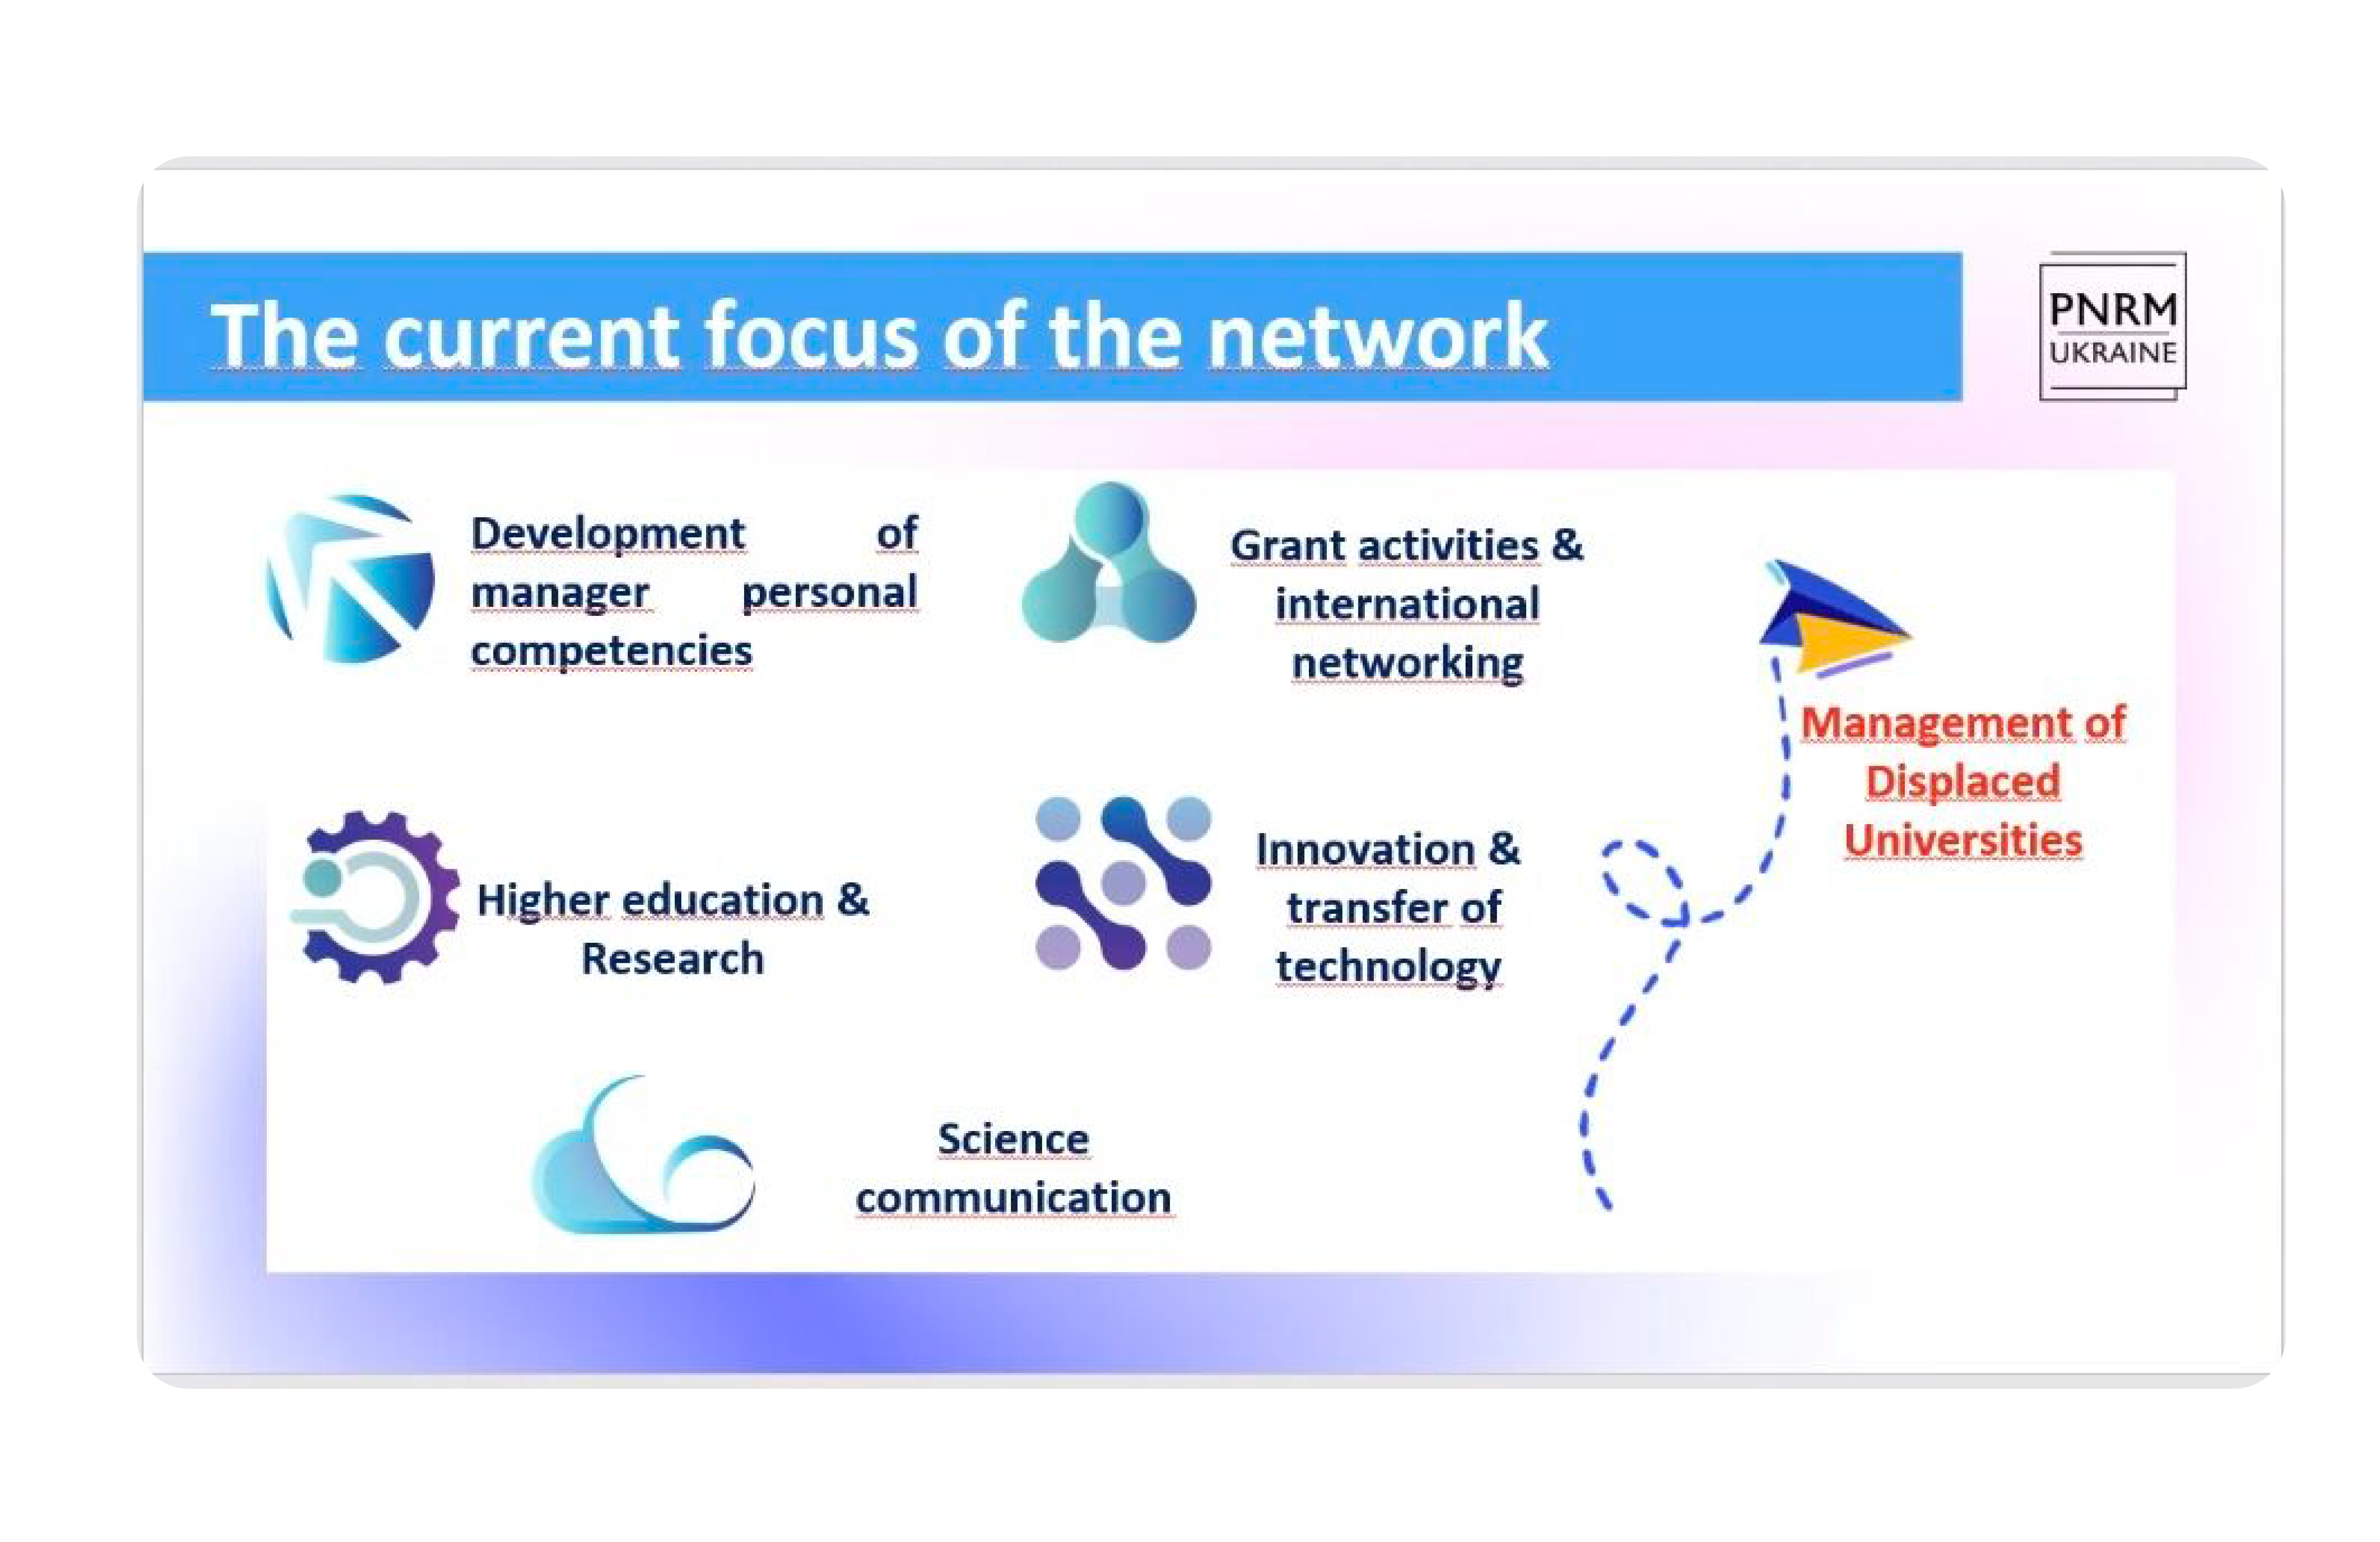 The current focus of the network
PNRM
UKRAINE
Development of
manager personal
competencies
Grant activities &
international
networking
Management of
Displaced
Universities
Higher education &
Research
Innovation &
transfer of
technology
Science
communication